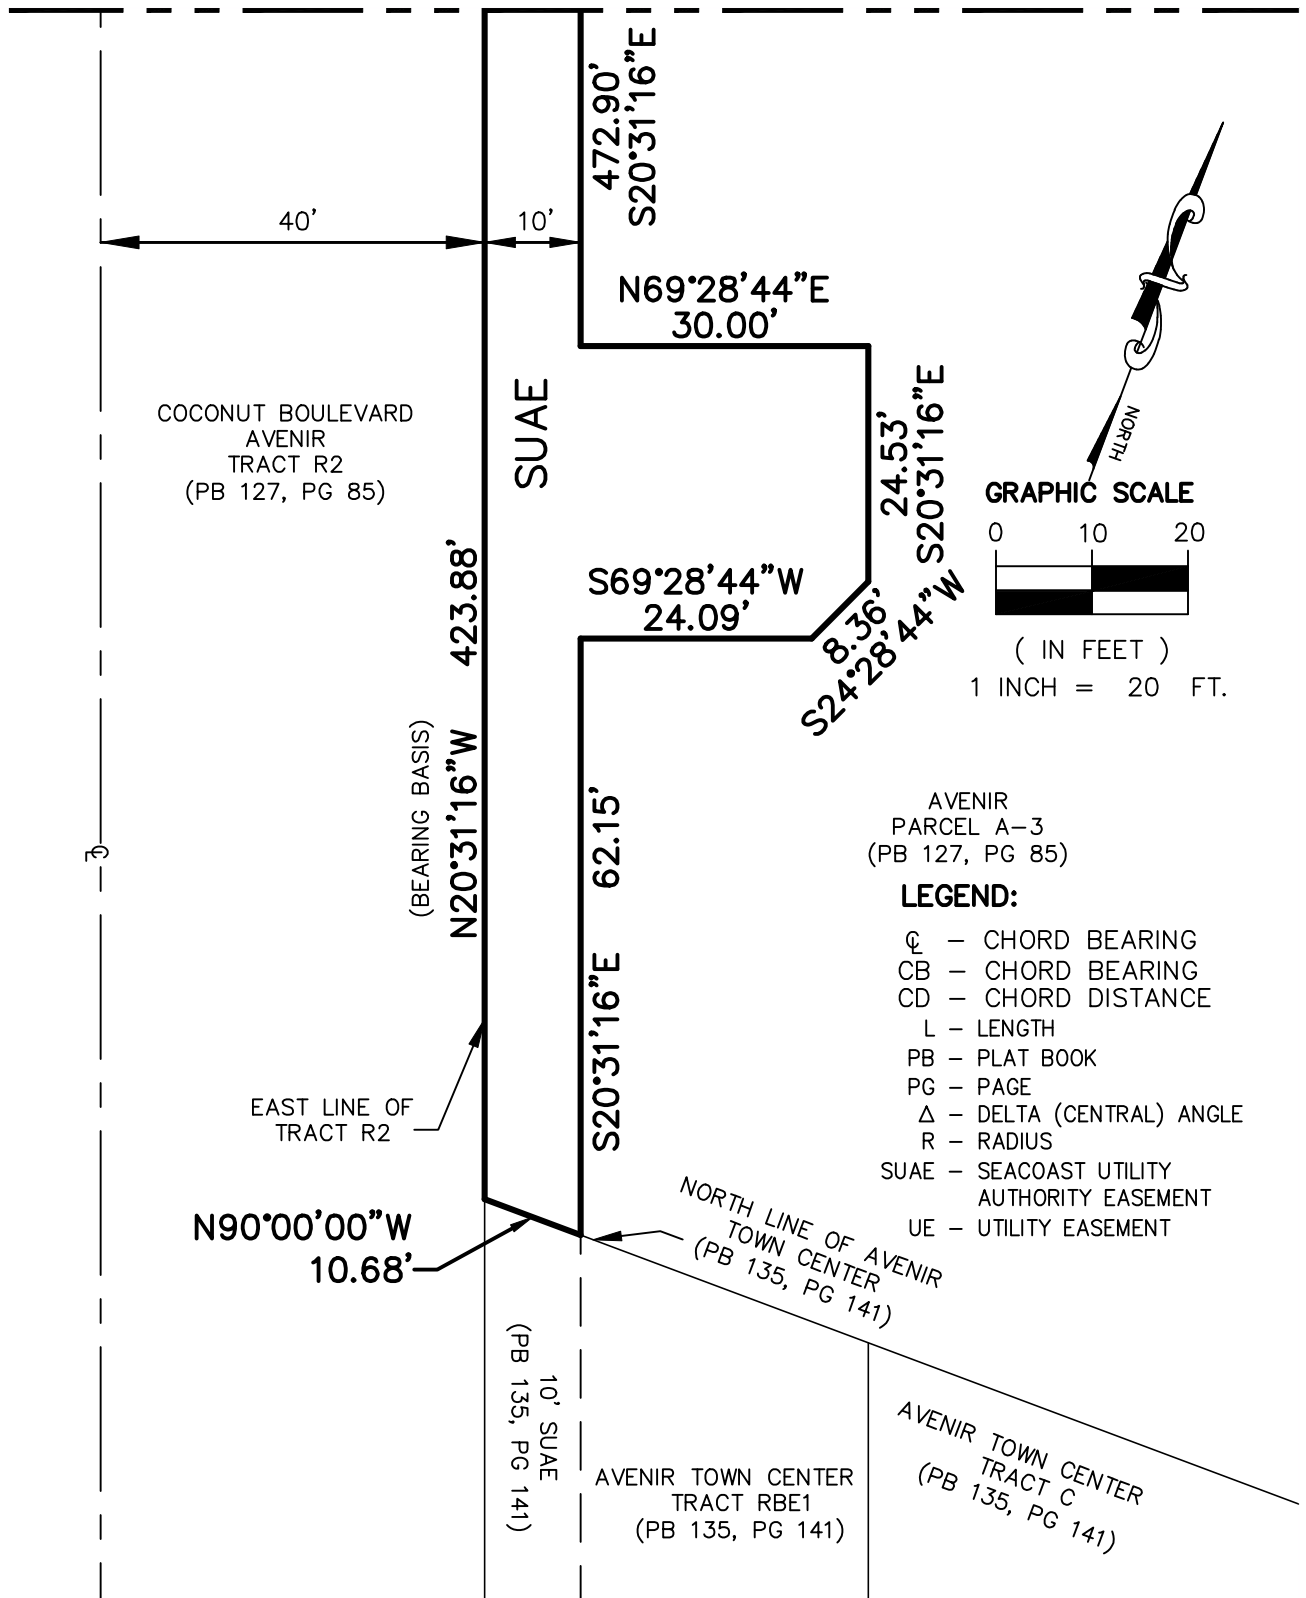 472.90'
S20°31'16"E
40'
10'
N69°28'44"E
30.00'
NORTH
SUAE
COCONUT BOULEVARD
AVENIR
TRACT R2
(PB 127, PG 85)
24.53'
S20°31'16"E
GRAPHIC SCALE
0 10 20
( IN FEET )
1 INCH = 20 FT.
423.88'
N20°31'16"W
(BEARING BASIS)
S69°28'44"W
24.09'
8.36'
S24°28'44"W
62.15'
S20°31'16"E
℄
AVENIR
PARCEL A-3
(PB 127, PG 85)
LEGEND:
℄ - CHORD BEARING
CB - CHORD BEARING
CD - CHORD DISTANCE
L - LENGTH
PB - PLAT BOOK
PG - PAGE
Δ - DELTA (CENTRAL) ANGLE
R - RADIUS
SUAE - SEACOAST UTILITY
AUTHORITY EASEMENT
UE - UTILITY EASEMENT
EAST LINE OF
TRACT R2
N90°00'00"W
10.68'
NORTH LINE OF AVENIR
TOWN CENTER
(PB 135, PG 141)
10' SUAE
(PB 135, PG 141)
AVENIR TOWN CENTER
TRACT RBE1
(PB 135, PG 141)
AVENIR TOWN CENTER
TRACT C
(PB 135, PG 141)